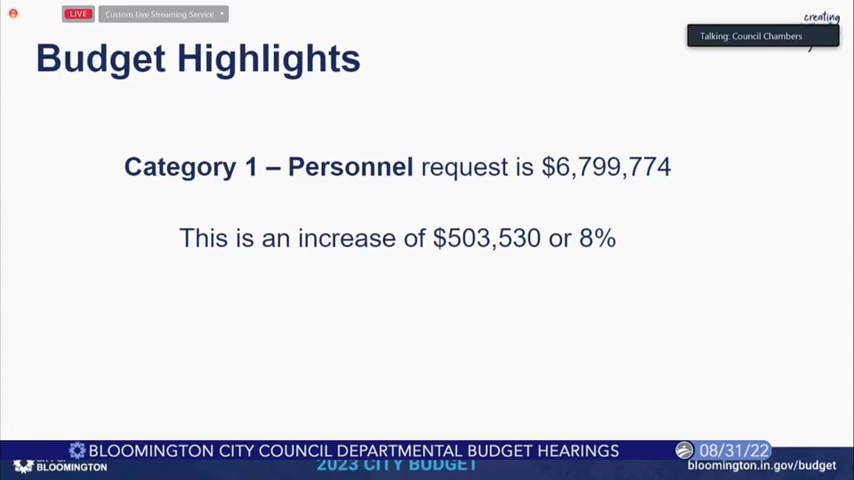 LIVE Custom Live Streaming Service
creating
Talking: Council Chambers
Budget Highlights
Category 1 – Personnel request is $6,799,774
This is an increase of $503,530 or 8%
BLOOMINGTON CITY COUNCIL DEPARTMENTAL BUDGET HEARINGS 08/31/22
BLOOMINGTON 2023 CITY BUDGET bloomington.in.gov/budget